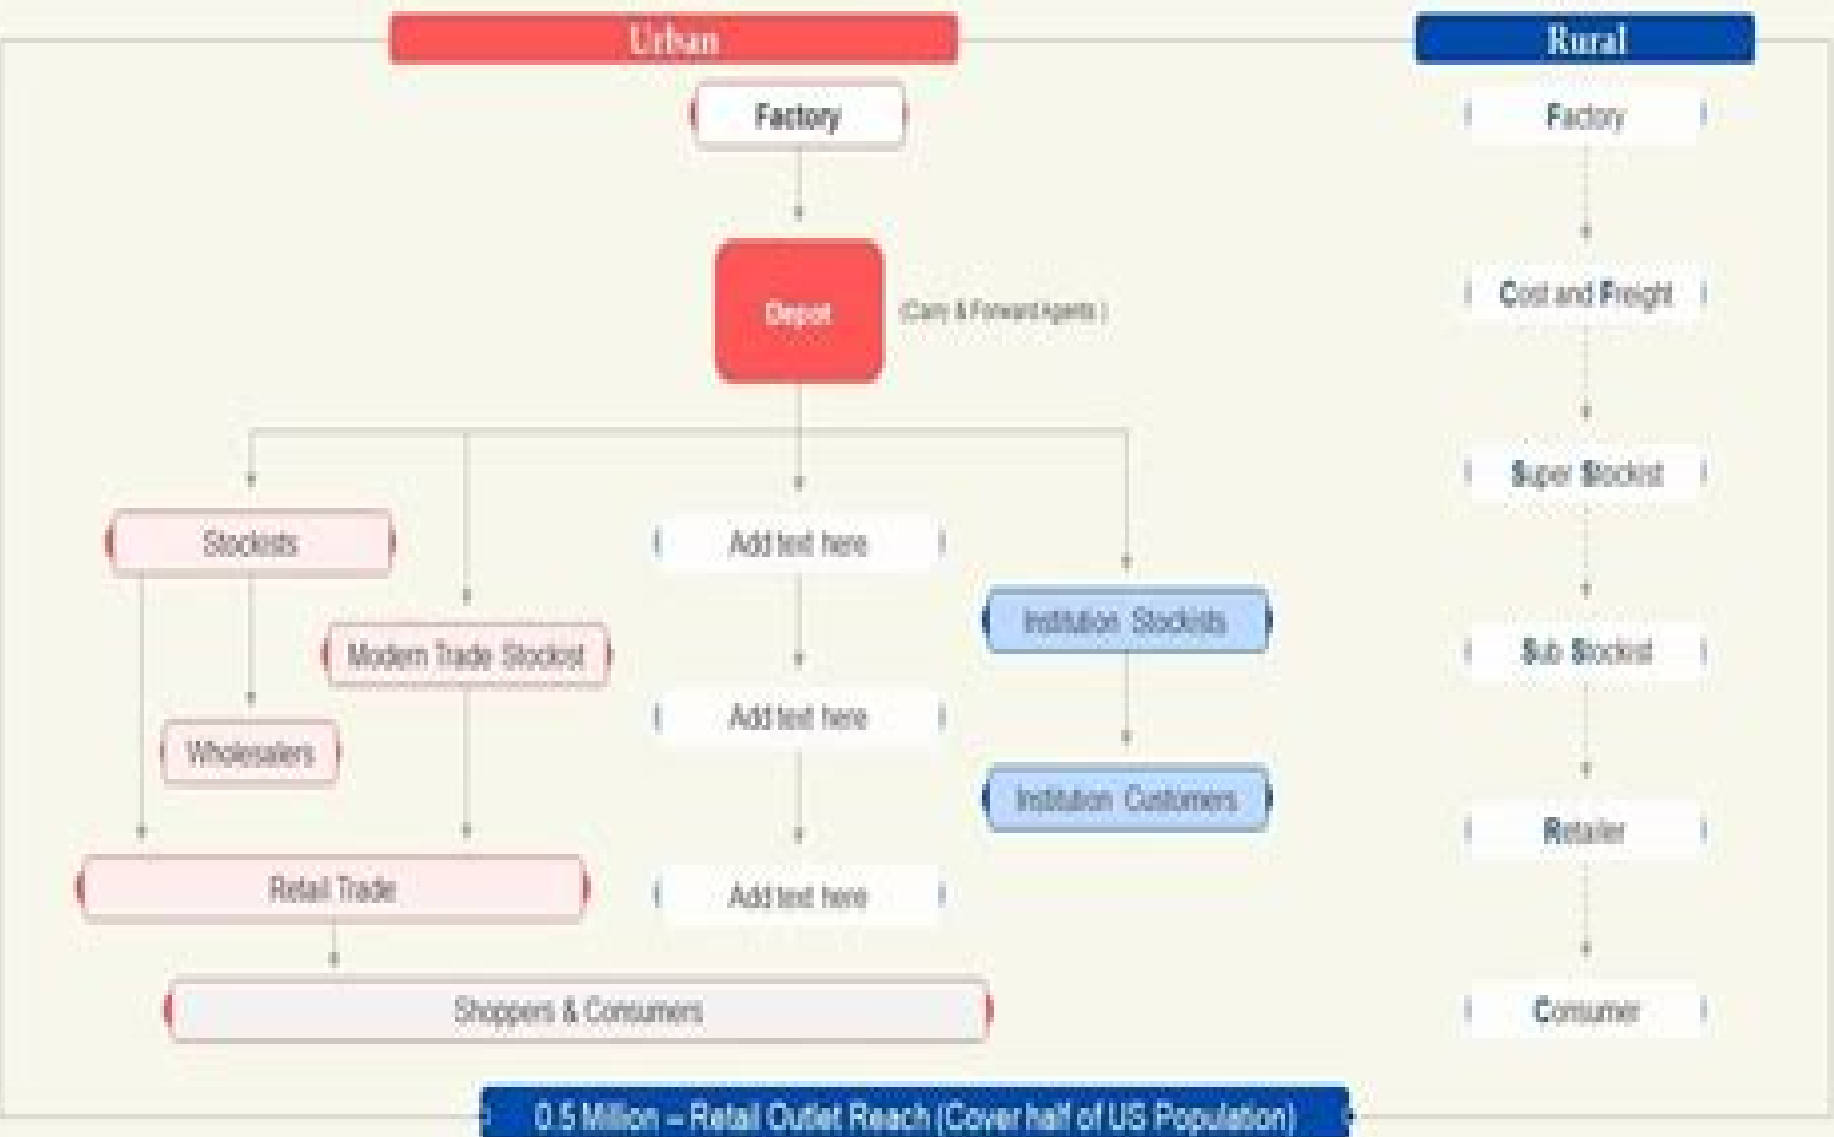 Urban
Factory
Depot
(Carry & Forward Agents )
Stockists
Modern Trade Stockist
Wholesalers
Retail Trade
Add text here
Add text here
Add text here
Institution Stockists
Institution Customers
Shoppers & Consumers
Rural
Factory
Cost and Freight
Super Stockist
Sub Stockist
Retailer
Consumer
0.5 Million – Retail Outlet Reach (Cover half of US Population)